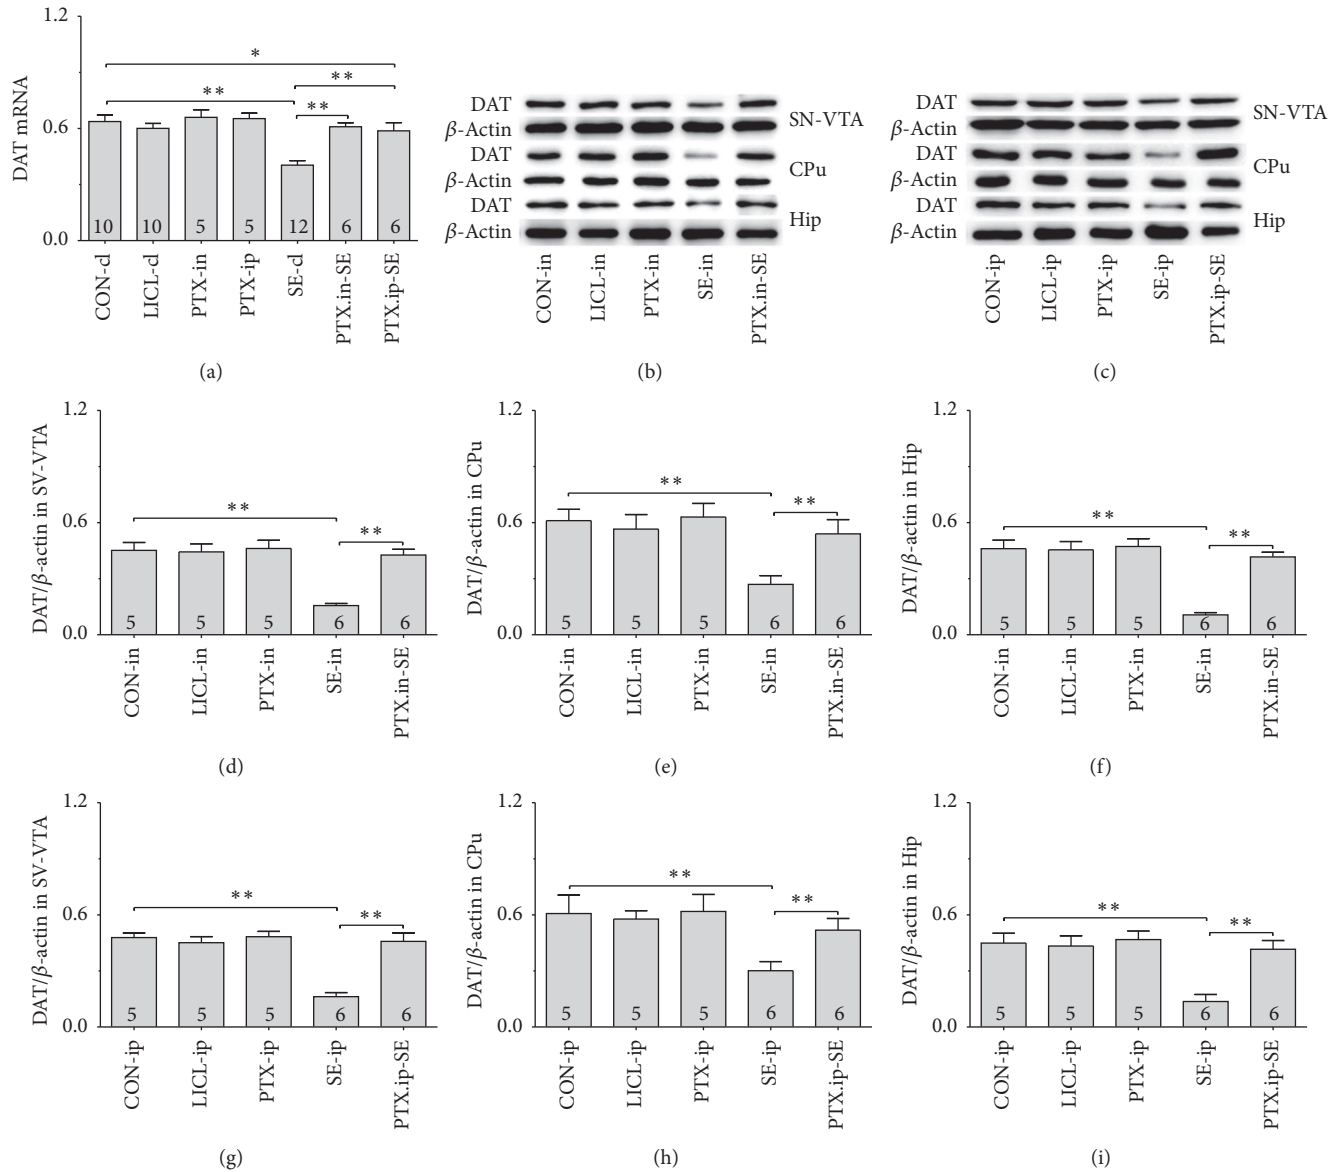 DAT mRNA
1.2
0.6
0.0
*
**
**
**
10
10
5
5
12
6
6
CON-d
LICL-d
PTX-in
PTX-ip
SE-d
PTX.in-SE
PTX.ip-SE
(a)
DAT
β-Actin
SN-VTA
DAT
β-Actin
CPu
DAT
β-Actin
Hip
CON-in
LICL-in
PTX-in
SE-in
PTX.in-SE
(b)
DAT
β-Actin
SN-VTA
DAT
β-Actin
CPu
DAT
β-Actin
Hip
CON-ip
LICL-ip
PTX-ip
SE-ip
PTX.ip-SE
(c)
DAT/β-actin in SV-VTA
1.2
0.6
0.0
**
**
5
5
5
6
6
CON-in
LICL-in
PTX-in
SE-in
PTX.in-SE
(d)
DAT/β-actin in CPu
1.2
0.6
0.0
**
**
5
5
5
6
6
CON-in
LICL-in
PTX-in
SE-in
PTX.in-SE
(e)
DAT/β-actin in Hip
1.2
0.6
0.0
**
**
5
5
5
6
6
CON-in
LICL-in
PTX-in
SE-in
PTX.in-SE
(f)
DAT/β-actin in SV-VTA
1.2
0.6
0.0
**
**
5
5
5
6
6
CON-ip
LICL-ip
PTX-ip
SE-ip
PTX.ip-SE
(g)
DAT/β-actin in CPu
1.2
0.6
0.0
**
**
5
5
5
6
6
CON-ip
LICL-ip
PTX-ip
SE-ip
PTX.ip-SE
(h)
DAT/β-actin in Hip
1.2
0.6
0.0
**
**
5
5
5
6
6
CON-ip
LICL-ip
PTX-ip
SE-ip
PTX.ip-SE
(i)